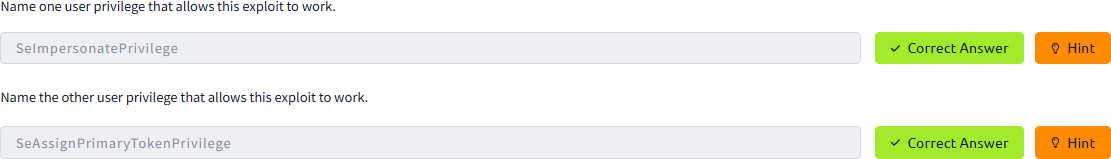 Name one user privilege that allows this exploit to work.
SeImpersonatePrivilege
Correct Answer
Hint
Name the other user privilege that allows this exploit to work.
SeAssignPrimaryTokenPrivilege
Correct Answer
Hint